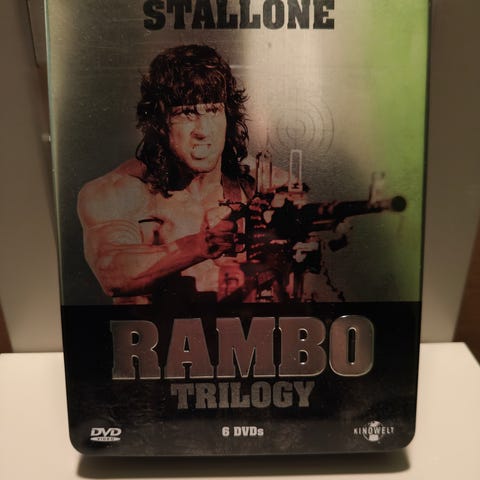 STALLONE
RAMBO
TRILOGY
DVD
VIDEO
6 DVDs
KINOWELT